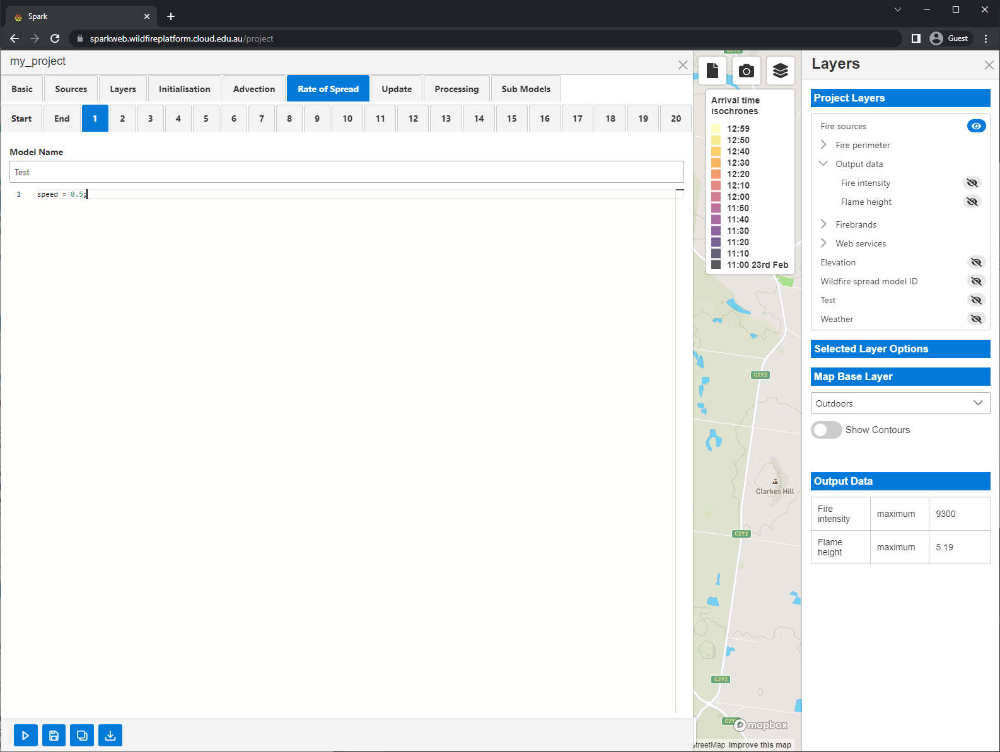 Spark
sparkweb.wildfireplatform.cloud.edu.au/project
Guest
my_project
Basic Sources Layers Initialisation Advection Rate of Spread Update Processing Sub Models
Start End 1 2 3 4 5 6 7 8 9 10 11 12 13 14 15 16 17 18 19 20
Model Name
Test
1 speed = 0.5;
Arrival time
isochrones
12:59
12:50
12:40
12:30
12:20
12:10
12:00
11:50
11:40
11:30
11:20
11:10
11:00 23rd Feb
C292
Clarkes Hill
C292
C292
mapbox
Improve this map
Layers
Project Layers
Fire sources
Fire perimeter
Output data
Fire intensity
Flame height
Firebrands
Web services
Elevation
Wildfire spread model ID
Test
Weather
Selected Layer Options
Map Base Layer
Outdoors
Show Contours
Output Data
Fire
intensity
maximum 9300
Flame
height
maximum 5.19